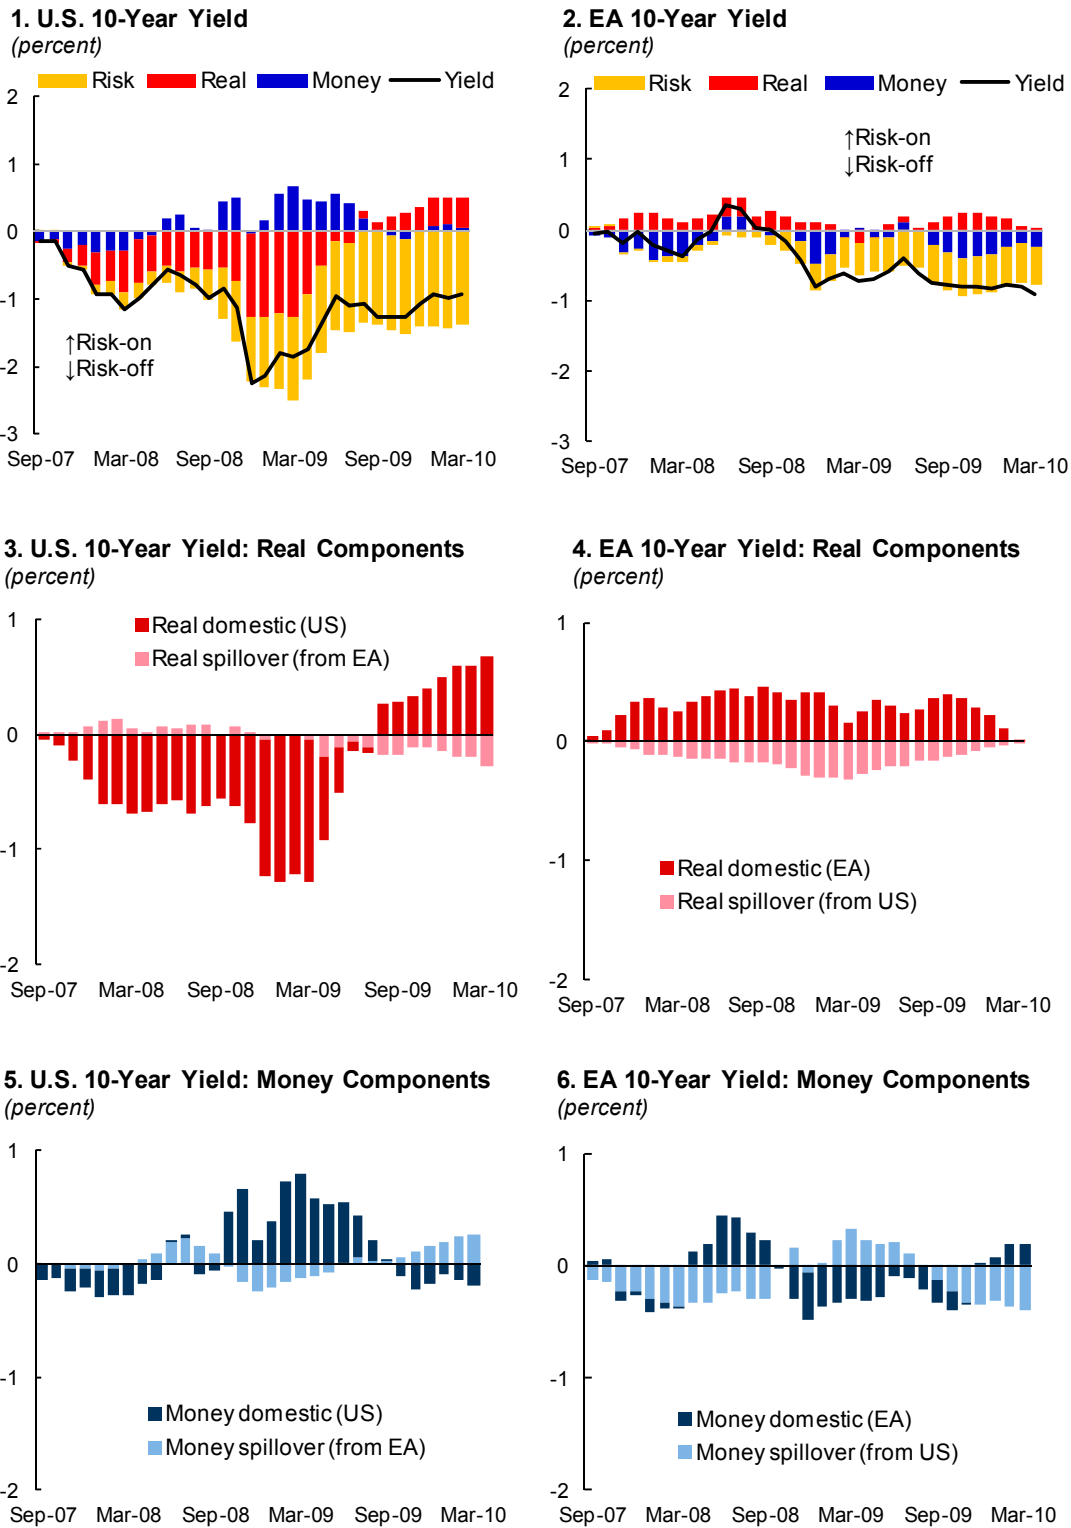 1. U.S. 10-Year Yield
(percent)
Risk Real Money Yield
2
1
0
-1
-2
-3
↑Risk-on
↓Risk-off
Sep-07 Mar-08 Sep-08 Mar-09 Sep-09 Mar-10
2. EA 10-Year Yield
(percent)
Risk Real Money Yield
2
1
0
-1
-2
-3
↑Risk-on
↓Risk-off
Sep-07 Mar-08 Sep-08 Mar-09 Sep-09 Mar-10
3. U.S. 10-Year Yield: Real Components
(percent)
1
0
-1
-2
Real domestic (US)
Real spillover (from EA)
Sep-07 Mar-08 Sep-08 Mar-09 Sep-09 Mar-10
4. EA 10-Year Yield: Real Components
(percent)
1
0
-1
-2
Real domestic (EA)
Real spillover (from US)
Sep-07 Mar-08 Sep-08 Mar-09 Sep-09 Mar-10
5. U.S. 10-Year Yield: Money Components
(percent)
1
0
-1
-2
Money domestic (US)
Money spillover (from EA)
Sep-07 Mar-08 Sep-08 Mar-09 Sep-09 Mar-10
6. EA 10-Year Yield: Money Components
(percent)
1
0
-1
-2
Money domestic (EA)
Money spillover (from US)
Sep-07 Mar-08 Sep-08 Mar-09 Sep-09 Mar-10